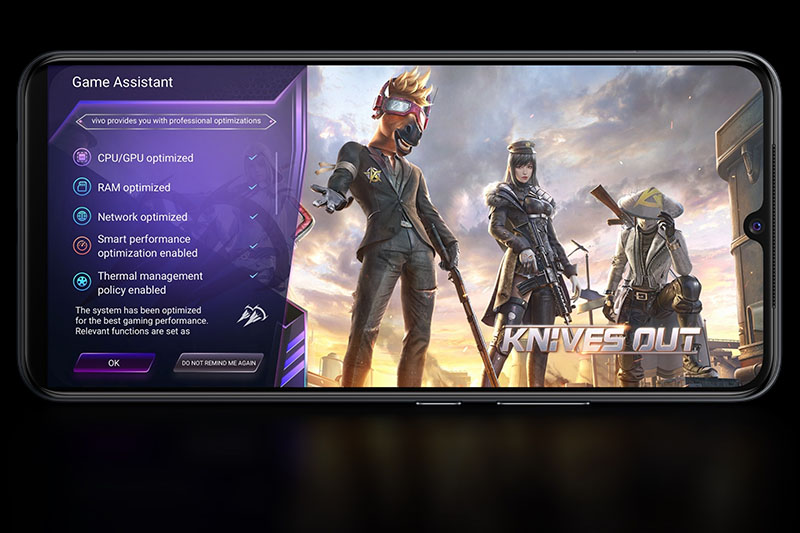 Game Assistant
vivo provides you with professional optimizations
CPU/GPU optimized
RAM optimized
Network optimized
Smart performance
optimization enabled
Thermal management
policy enabled
The system has been optimized
for the best gaming performance.
Relevant functions are set as
OK
DO NOT REMIND ME AGAIN
KNIVES OUT